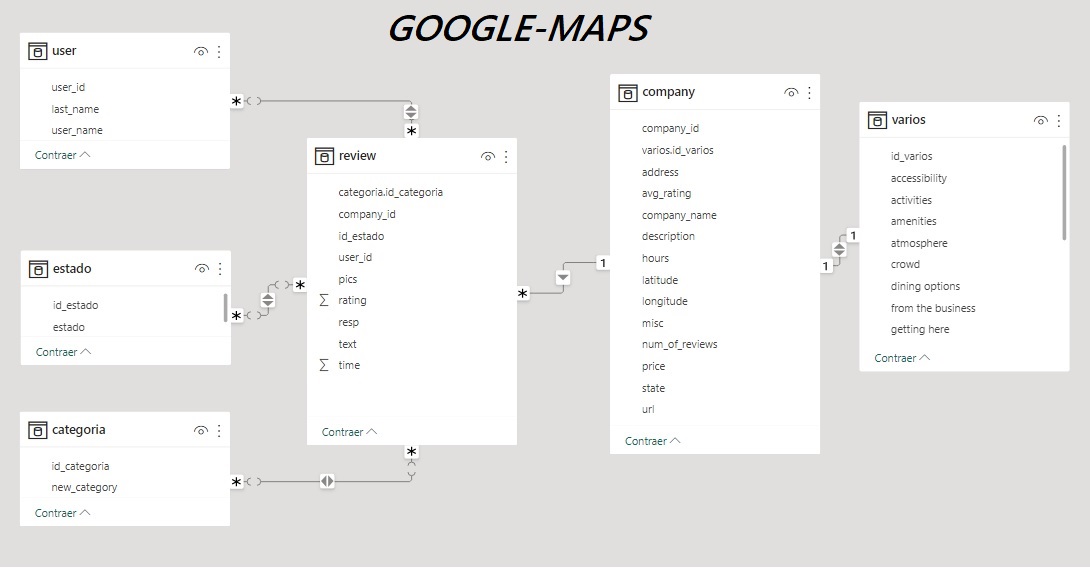 GOOGLE-MAPS
user
user_id
last_name
user_name
Contraer
*
*
estado
id_estado
estado
Contraer
*
*
categoria
id_categoria
new_category
Contraer
*
*
review
categoria.id_categoria
company_id
id_estado
user_id
pics
∑ rating
resp
text
∑ time
Contraer
*
1
company
company_id
varios.id_varios
address
avg_rating
company_name
description
hours
latitude
longitude
misc
num_of_reviews
price
state
url
Contraer
1
1
varios
id_varios
accessibility
activities
amenities
atmosphere
crowd
dining options
from the business
getting here
Contraer